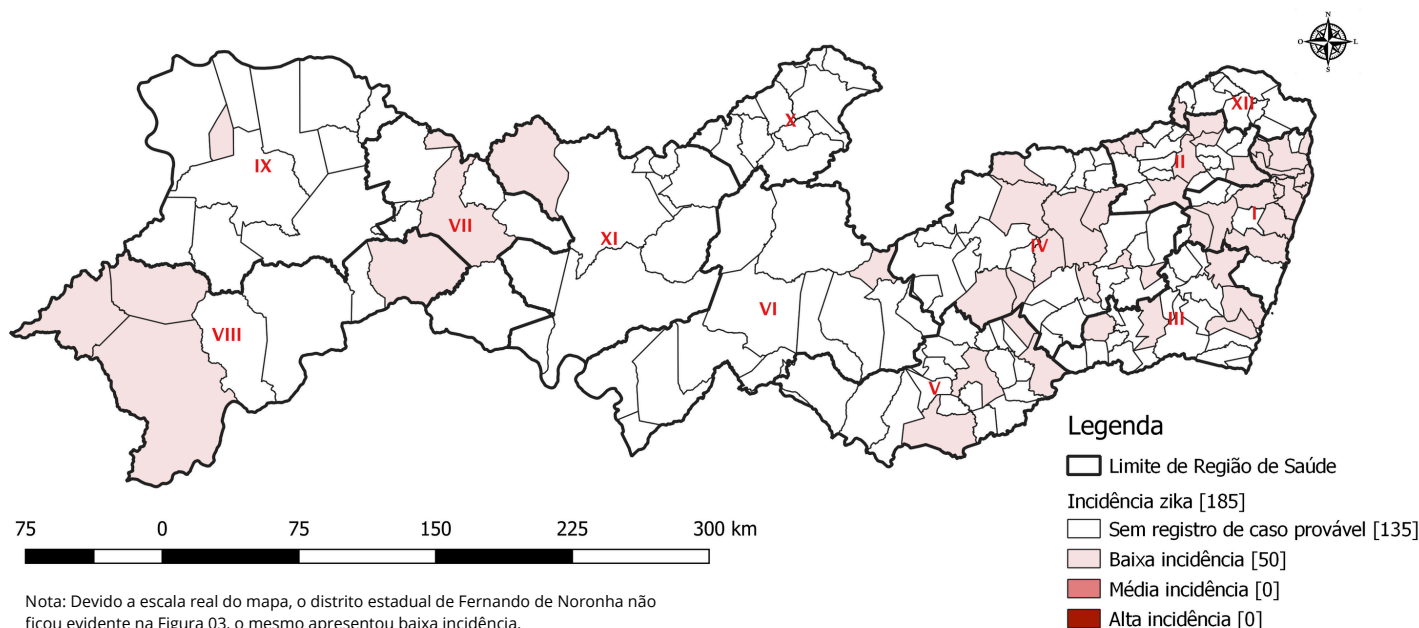 N
O
L
S
XII
X
II
IX
I
VII
XI
IV
VI
III
VIII
V
Legenda
Limite de Região de Saúde
Incidência zika [185]
Sem registro de caso provável [135]
Baixa incidência [50]
Média incidência [0]
Alta incidência [0]
75 0 75 150 225 300 km
Nota: Devido a escala real do mapa, o distrito estadual de Fernando de Noronha não
ficou evidente na Figura 03, o mesmo apresentou baixa incidência.